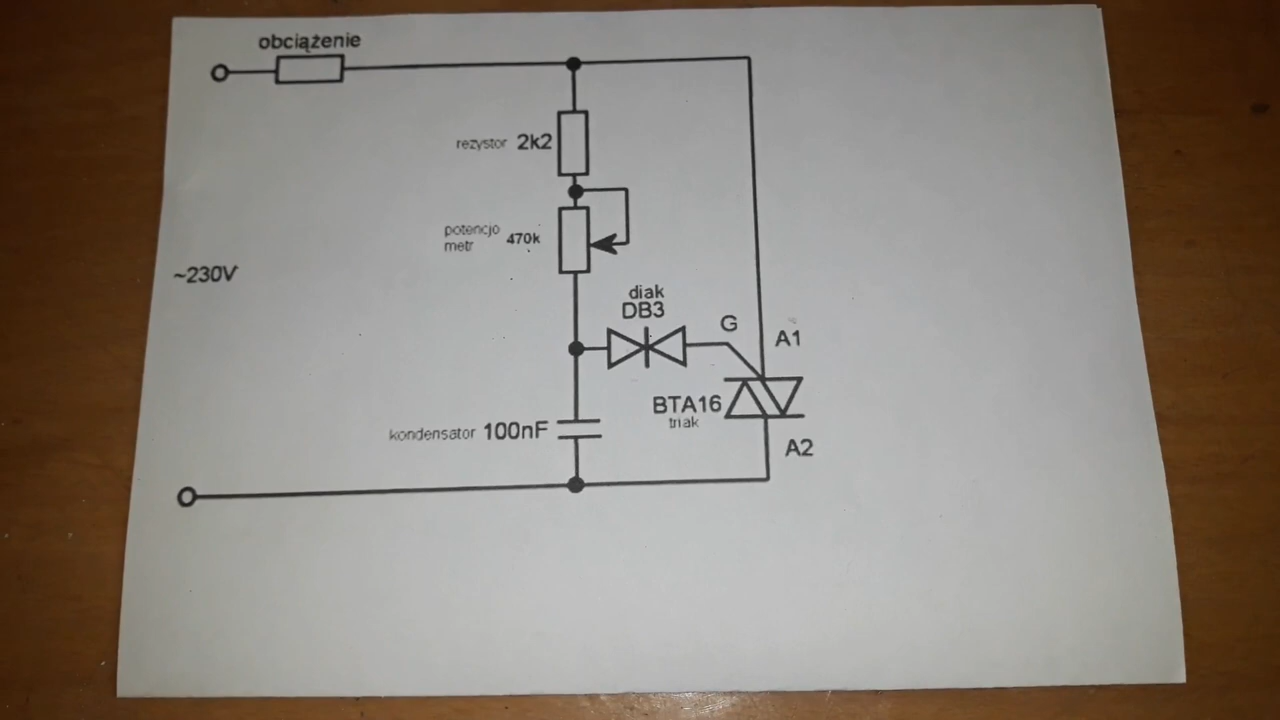 obciążenie
rezystor 2k2
potencjo
metr 470k
~230V
diak
DB3
G
A1
BTA16
triak
kondensator 100nF
A2